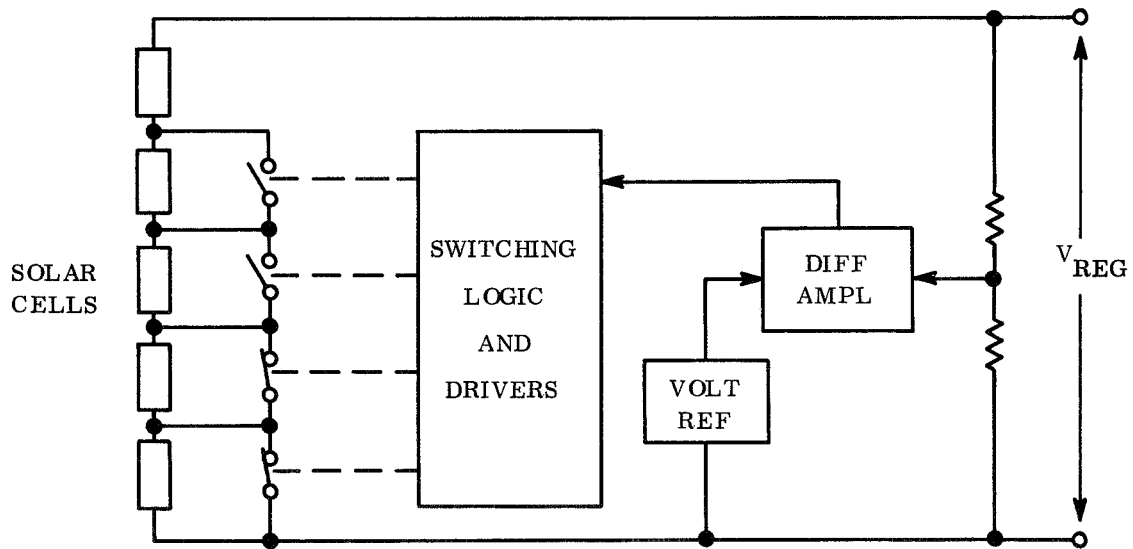 SOLAR
CELLS
SWITCHING
LOGIC
AND
DRIVERS
DIFF
AMPL
VOLT
REF
VREG